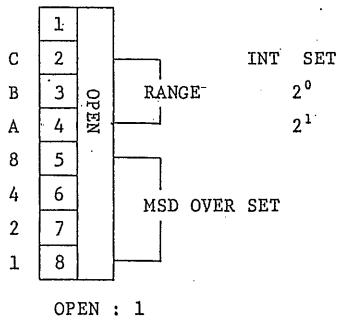 1
C 2 INT SET
B 3 RANGE 2⁰
A 4 2¹
OPEN
8 5
4 6
MSD OVER SET
2 7
1 8
OPEN : 1